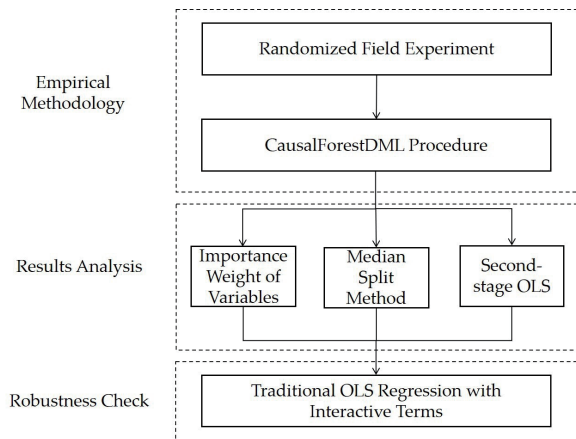 Randomized Field Experiment
Empirical
Methodology
CausalForestDML Procedure
Results Analysis
Importance
Weight of
Variables
Median
Split
Method
Second-
stage OLS
Robustness Check
Traditional OLS Regression with
Interactive Terms